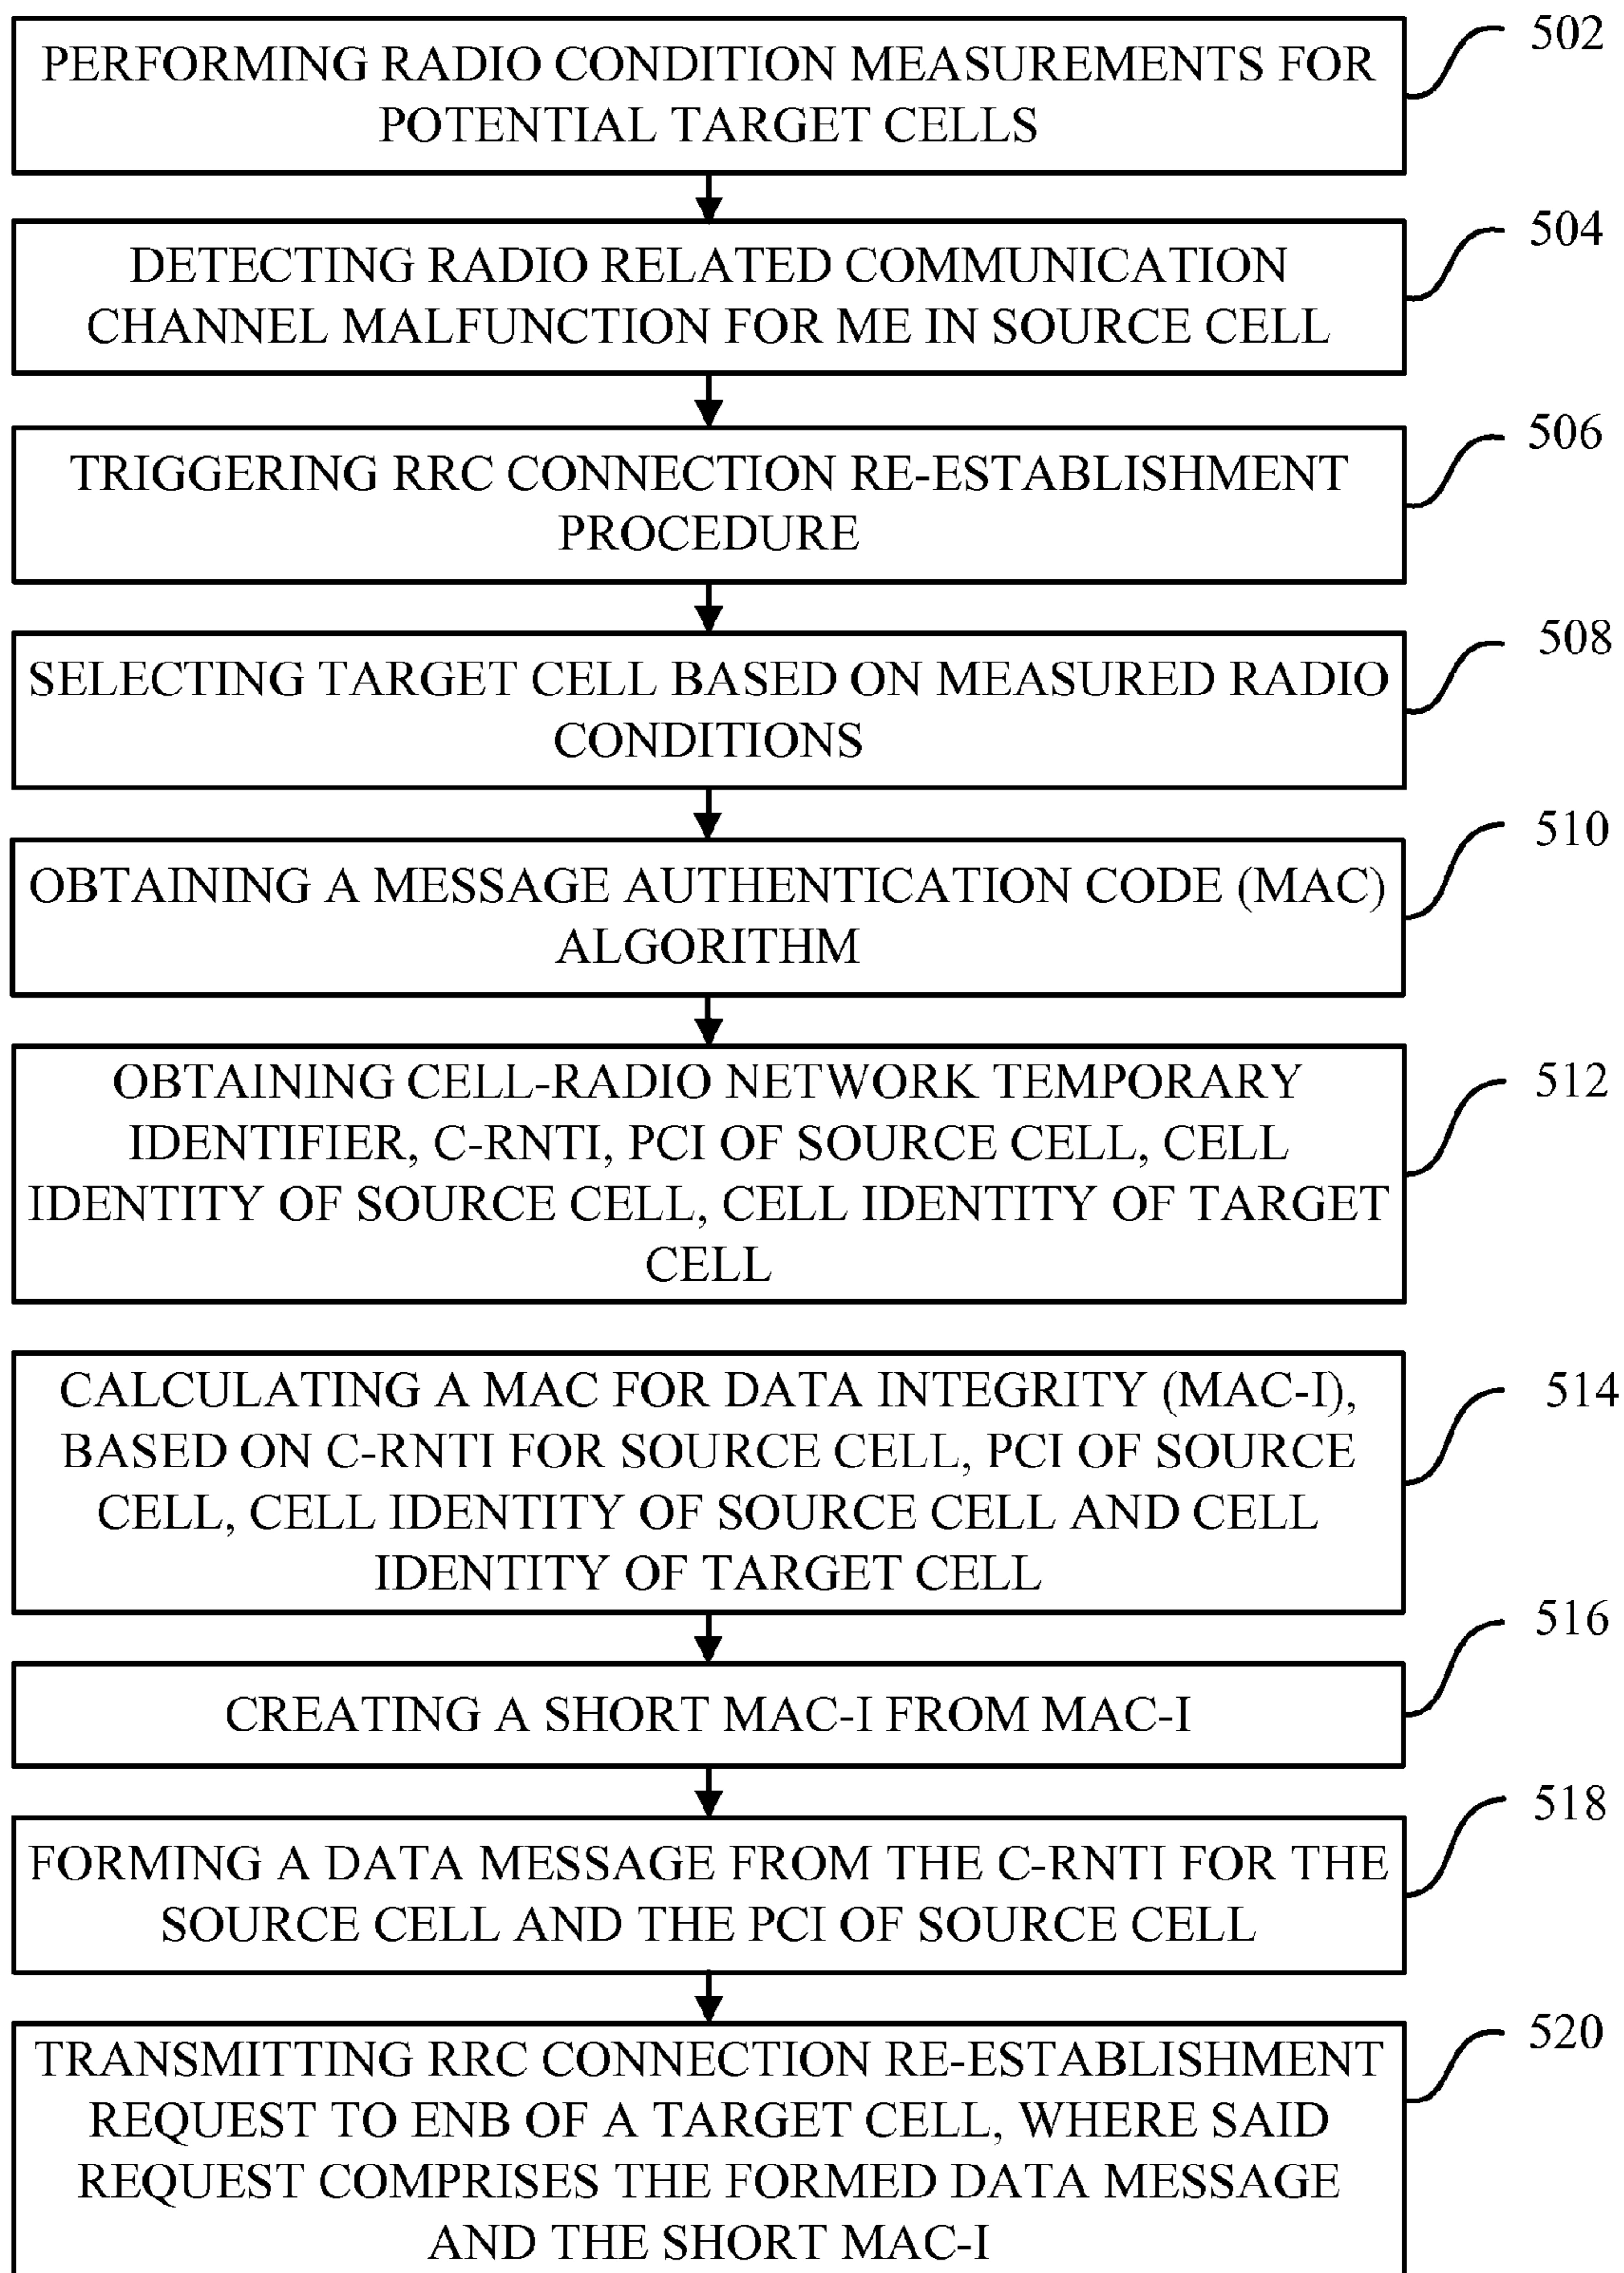 502
PERFORMING RADIO CONDITION MEASUREMENTS FOR
POTENTIAL TARGET CELLS
504
DETECTING RADIO RELATED COMMUNICATION
CHANNEL MALFUNCTION FOR ME IN SOURCE CELL
506
TRIGGERING RRC CONNECTION RE-ESTABLISHMENT
PROCEDURE
508
SELECTING TARGET CELL BASED ON MEASURED RADIO
CONDITIONS
510
OBTAINING A MESSAGE AUTHENTICATION CODE (MAC)
ALGORITHM
512
OBTAINING CELL-RADIO NETWORK TEMPORARY
IDENTIFIER, C-RNTI, PCI OF SOURCE CELL, CELL
IDENTITY OF SOURCE CELL, CELL IDENTITY OF TARGET
CELL
514
CALCULATING A MAC FOR DATA INTEGRITY (MAC-I),
BASED ON C-RNTI FOR SOURCE CELL, PCI OF SOURCE
CELL, CELL IDENTITY OF SOURCE CELL AND CELL
IDENTITY OF TARGET CELL
516
CREATING A SHORT MAC-I FROM MAC-I
518
FORMING A DATA MESSAGE FROM THE C-RNTI FOR THE
SOURCE CELL AND THE PCI OF SOURCE CELL
520
TRANSMITTING RRC CONNECTION RE-ESTABLISHMENT
REQUEST TO ENB OF A TARGET CELL, WHERE SAID
REQUEST COMPRISES THE FORMED DATA MESSAGE
AND THE SHORT MAC-I